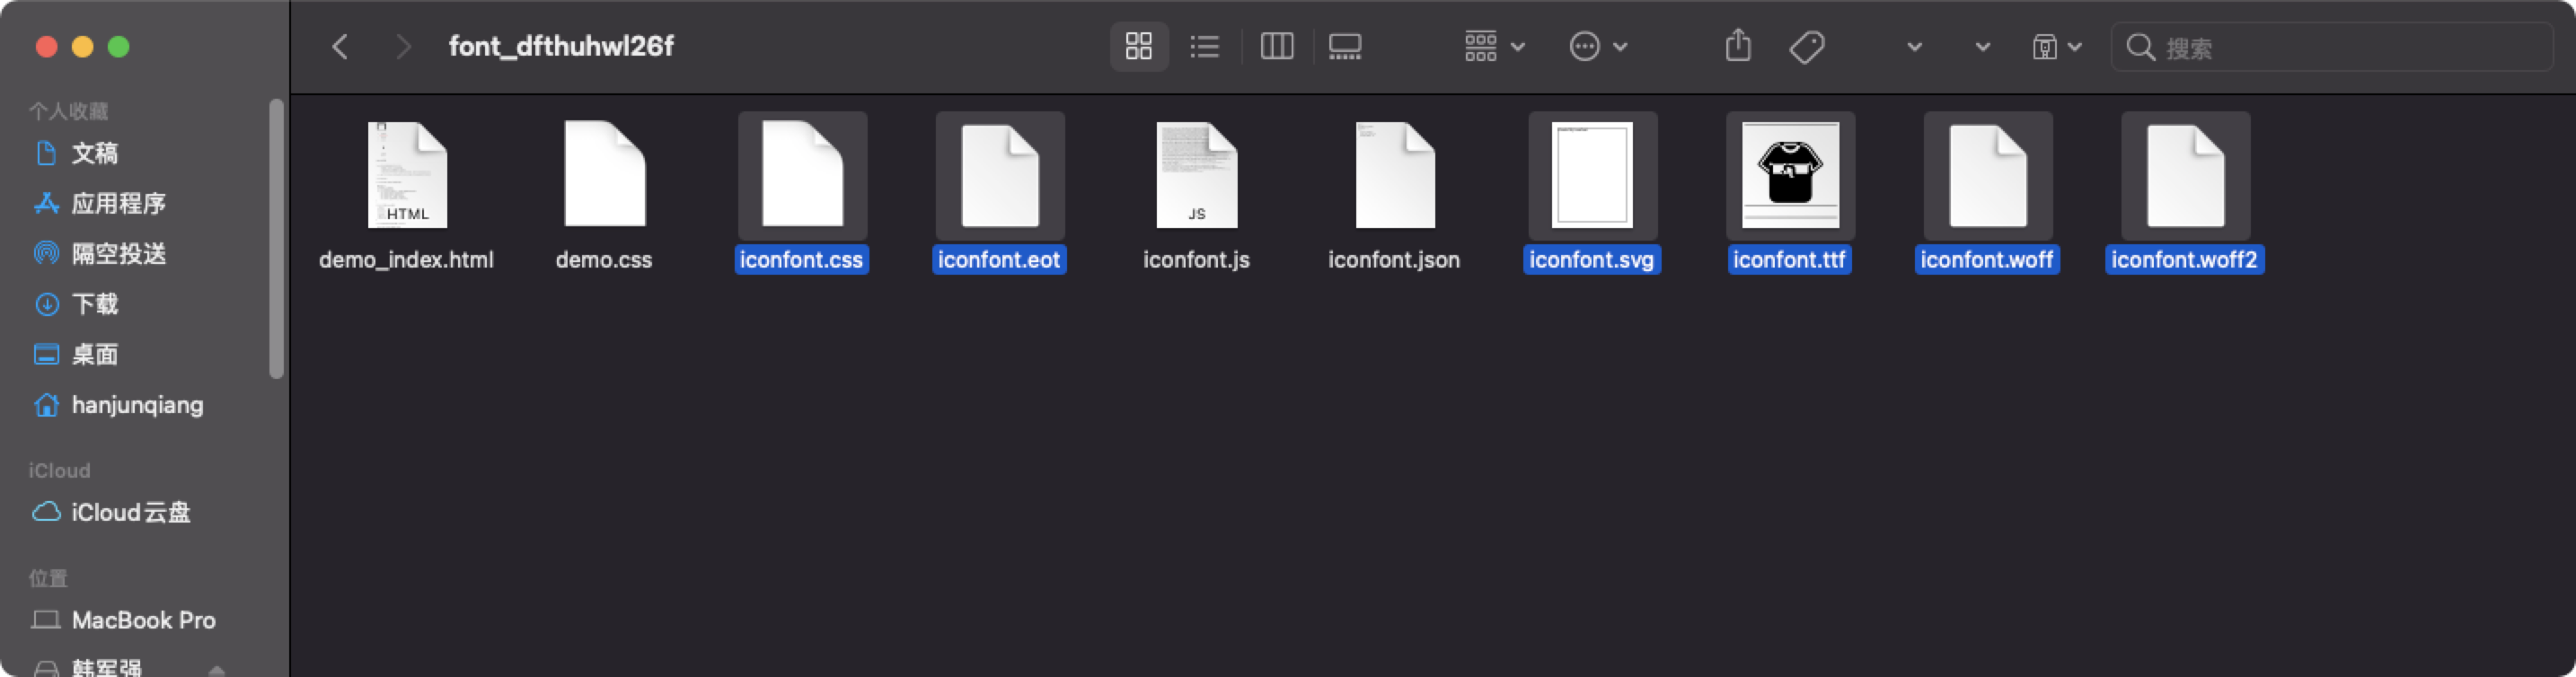 font_dfthuhwl26f
搜索
个人收藏
文稿
应用程序
隔空投送
下载
桌面
hanjunqiang
iCloud
iCloud云盘
位置
MacBook Pro
韩军强
HTML
JS
demo_index.html
demo.css
iconfont.css
iconfont.eot
iconfont.js
iconfont.json
iconfont.svg
iconfont.ttf
iconfont.woff
iconfont.woff2